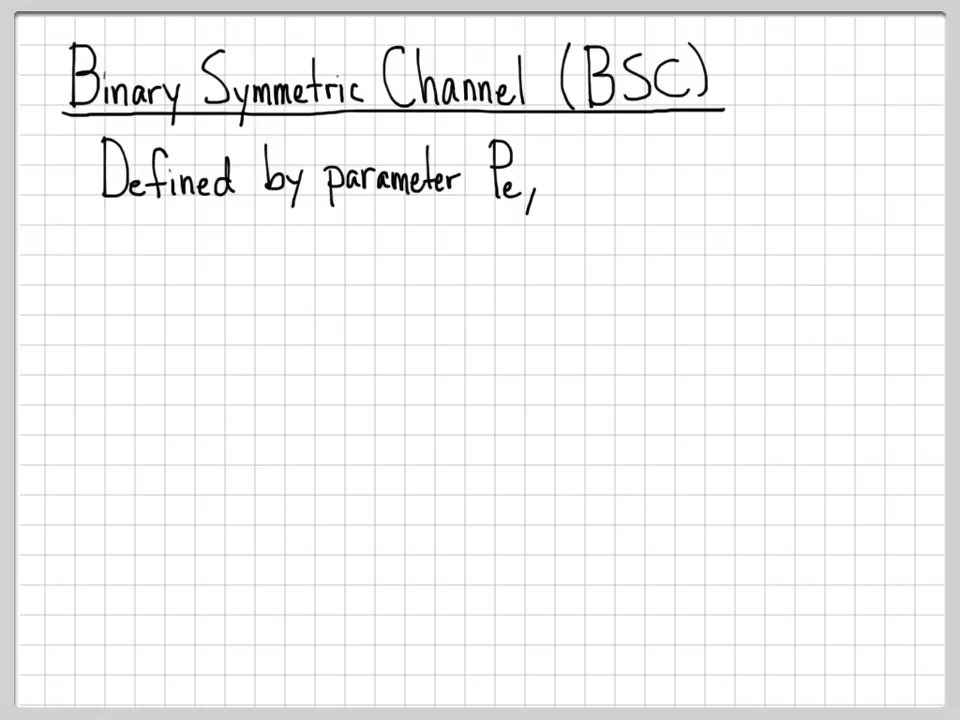 Binary Symmetric Channel (BSC)
Defined by parameter Pe,